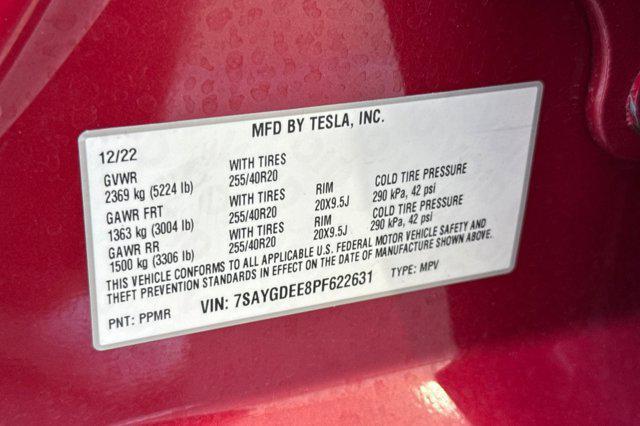 MFD BY TESLA, INC.
12/22
GVWR WITH TIRES
2369 kg (5224 lb) 255/40R20 RIM COLD TIRE PRESSURE
GAWR FRT WITH TIRES 20X9.5J 290 kPa, 42 psi
1363 kg (3004 lb) 255/40R20 RIM COLD TIRE PRESSURE
GAWR RR WITH TIRES 20X9.5J 290 kPa, 42 psi
1500 kg (3306 lb) 255/40R20
THIS VEHICLE CONFORMS TO ALL APPLICABLE U.S. FEDERAL MOTOR VEHICLE SAFETY AND
THEFT PREVENTION STANDARDS IN EFFECT ON THE DATE OF MANUFACTURE SHOWN ABOVE.
PNT: PPMR VIN: 7SAYGDEE8PF622631 TYPE: MPV